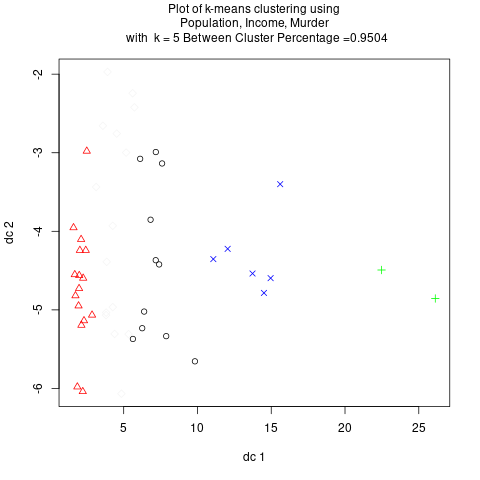 Plot of k-means clustering using
Population, Income, Murder
with  k = 5 Between Cluster Percentage =0.9504
-2
-3
-4
-5
-6
dc 2
5
10
15
20
25
dc 1